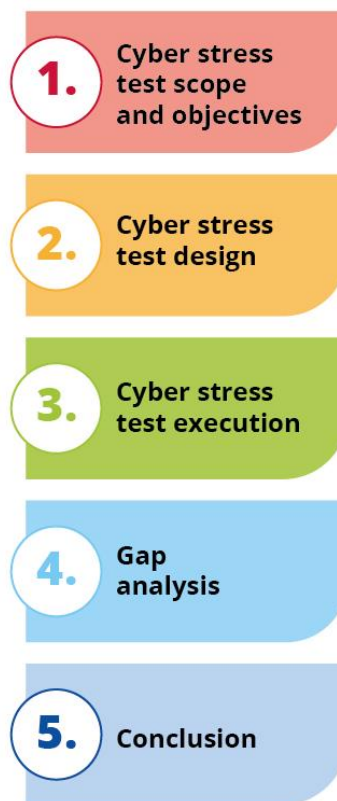 1.
Cyber stress
test scope
and objectives
2.
Cyber stress
test design
3.
Cyber stress
test execution
4.
Gap
analysis
5.
Conclusion